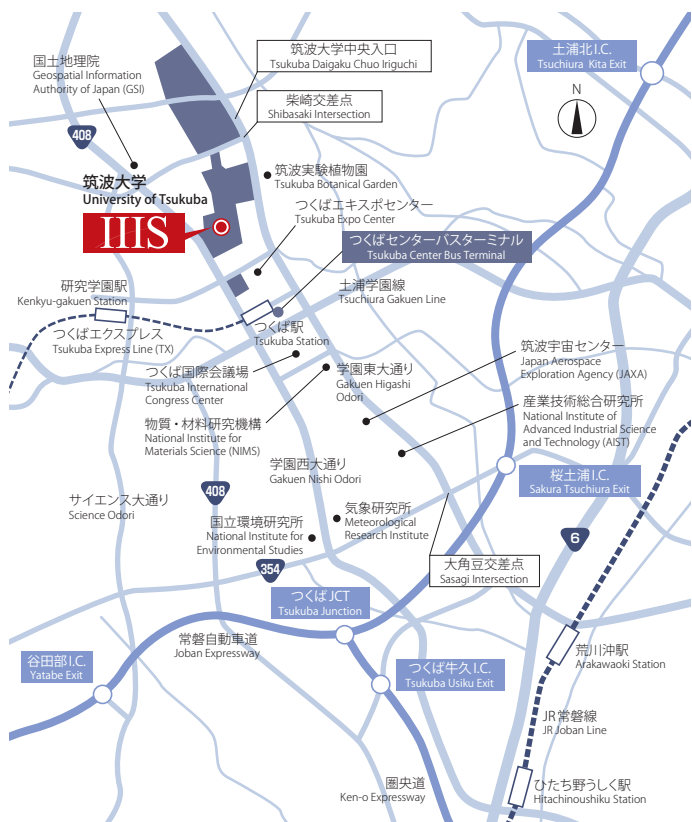 国土地理院
Geospatial Information
Authority of Japan (GSI)
筑波大学中央入口
Tsukuba Daigaku Chuo Iriguchi
土浦北I.C.
Tsuchiura Kita Exit
柴崎交差点
Shibasaki Intersection
N
408
筑波大学
University of Tsukuba
IIIS
筑波実験植物園
Tsukuba Botanical Garden
つくばエキスポセンター
Tsukuba Expo Center
つくばセンターバスターミナル
Tsukuba Center Bus Terminal
研究学園駅
Kenkyu-gakuen Station
土浦学園線
Tsuchiura Gakuen Line
つくばエクスプレス
Tsukuba Express Line (TX)
つくば駅
Tsukuba Station
つくば国際会議場
Tsukuba International
Congress Center
学園東大通り
Gakuen Higashi
Odori
筑波宇宙センター
Japan Aerospace
Exploration Agency (JAXA)
物質・材料研究機構
National Institute for
Materials Science (NIMS)
産業技術総合研究所
National Institute of
Advanced Industrial Science
and Technology (AIST)
学園西大通り
Gakuen Nishi Odori
桜土浦I.C.
Sakura Tsuchiura Exit
サイエンス大通り
Science Odori
408
国立環境研究所
National Institute for
Environmental Studies
気象研究所
Meteorological
Research Institute
6
354
大角豆交差点
Sasagi Intersection
つくばJCT
Tsukuba Junction
常磐自動車道
Joban Expressway
谷田部I.C.
Yatabe Exit
つくば牛久I.C.
Tsukuba Usiku Exit
荒川沖駅
Arakawaoki Station
JR常磐線
JR Joban Line
圏央道
Ken-o Expressway
ひたち野うしく駅
Hitachinoushiku Station